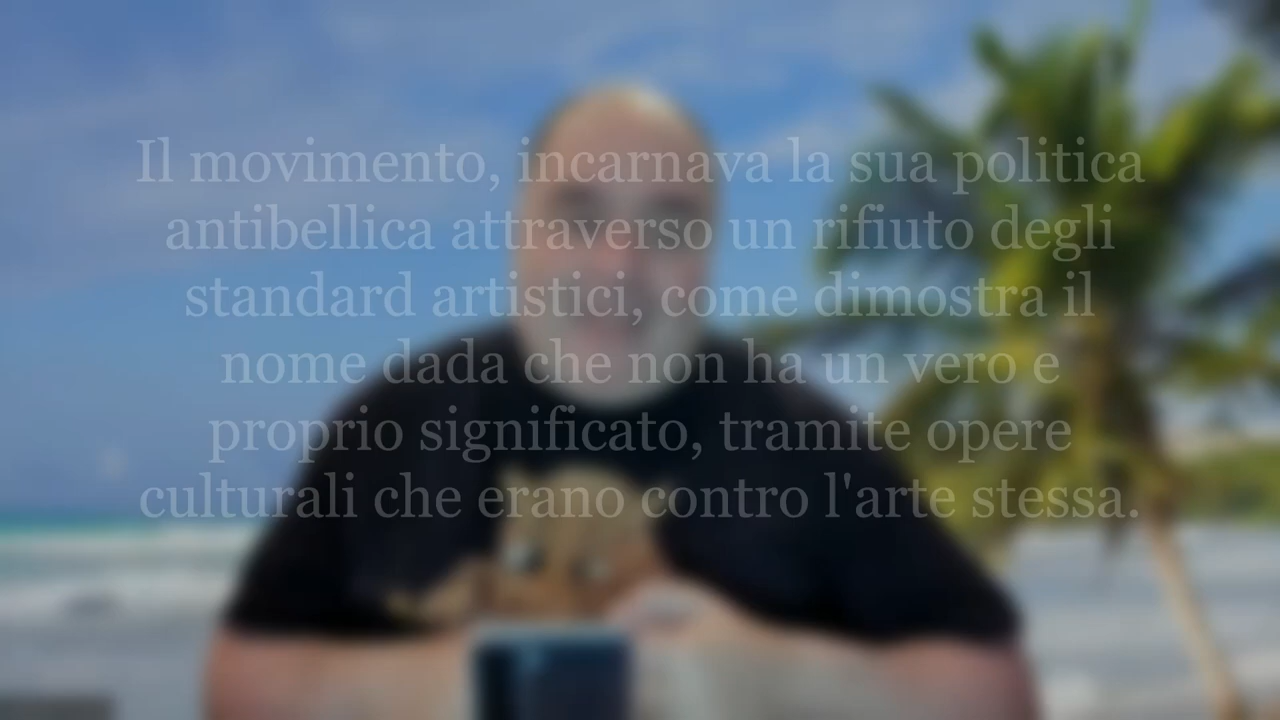 Il movimento, incarnava la sua politica
antibellica attraverso un rifiuto degli
standard artistici, come dimostra il
nome dada che non ha un vero e
proprio significato, tramite opere
culturali che erano contro l'arte stessa.